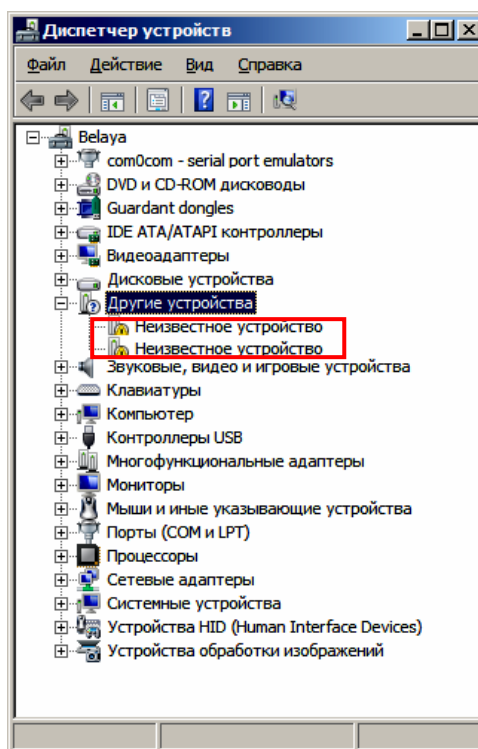 Диспетчер устройств
Файл Действие Вид Справка
Belaya
com0com - serial port emulators
DVD и CD-ROM дисководы
Guardant dongles
IDE ATA/ATAPI контроллеры
Видеоадаптеры
Дисковые устройства
Другие устройства
Неизвестное устройство
Неизвестное устройство
Звуковые, видео и игровые устройства
Клавиатуры
Компьютер
Контроллеры USB
Многофункциональные адаптеры
Мониторы
Мыши и иные указывающие устройства
Порты (COM и LPT)
Процессоры
Сетевые адаптеры
Системные устройства
Устройства HID (Human Interface Devices)
Устройства обработки изображений